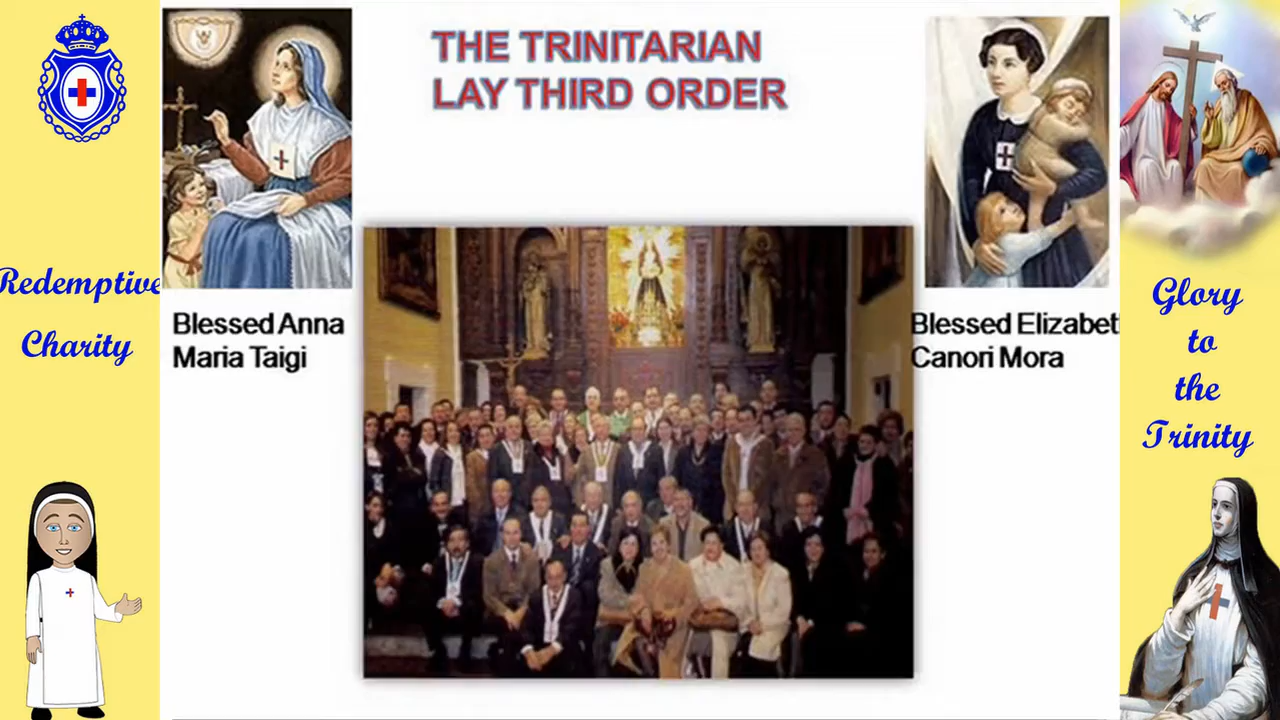 THE TRINITARIAN
LAY THIRD ORDER
Redemptive
Charity
Blessed Anna
Maria Taigi
Blessed Elizabet
Canori Mora
Glory
to
the
Trinity